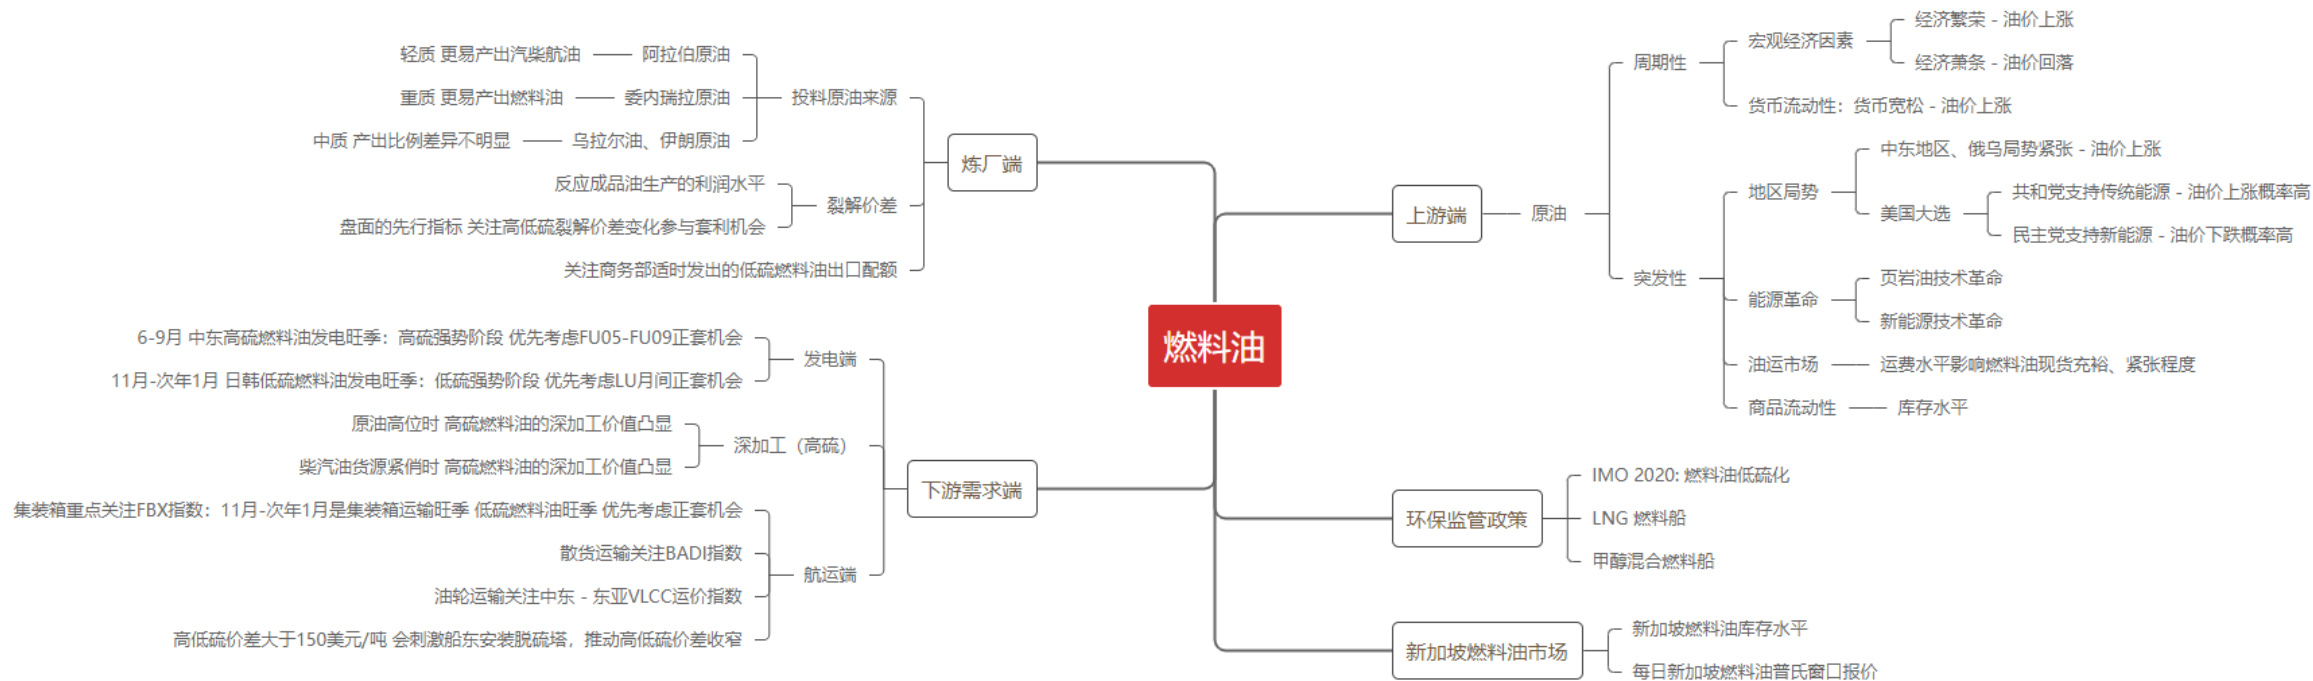 燃料油
炼厂端
投料原油来源
阿拉伯原油
轻质 更易产出汽柴航油
委内瑞拉原油
重质 更易产出燃料油
乌拉尔油、伊朗原油
中质 产出比例差异不明显
裂解价差
反应成品油生产的利润水平
盘面的先行指标 关注高低硫裂解价差变化参与套利机会
关注商务部适时发出的低硫燃料油出口配额
下游需求端
发电端
6-9月 中东高硫燃料油发电旺季：高硫强势阶段 优先考虑FU05-FU09正套机会
11月-次年1月 日韩低硫燃料油发电旺季：低硫强势阶段 优先考虑LU月间正套机会
深加工（高硫）
原油高位时 高硫燃料油的深加工价值凸显
柴汽油货源紧俏时 高硫燃料油的深加工价值凸显
航运端
集装箱重点关注FBX指数：11月-次年1月是集装箱运输旺季 低硫燃料油旺季 优先考虑正套机会
散货运输关注BADI指数
油轮运输关注中东 - 东亚VLCC运价指数
高低硫价差大于150美元/吨 会刺激船东安装脱硫塔，推动高低硫价差收窄
上游端
原油
周期性
宏观经济因素
经济繁荣 - 油价上涨
经济萧条 - 油价回落
货币流动性：货币宽松 - 油价上涨
突发性
地区局势
中东地区、俄乌局势紧张 - 油价上涨
美国大选
共和党支持传统能源 - 油价上涨概率高
民主党支持新能源 - 油价下跌概率高
能源革命
页岩油技术革命
新能源技术革命
油运市场
运费水平影响燃料油现货充裕、紧张程度
商品流动性
库存水平
环保监管政策
IMO 2020: 燃料油低硫化
LNG 燃料船
甲醇混合燃料船
新加坡燃料油市场
新加坡燃料油库存水平
每日新加坡燃料油普氏窗口报价